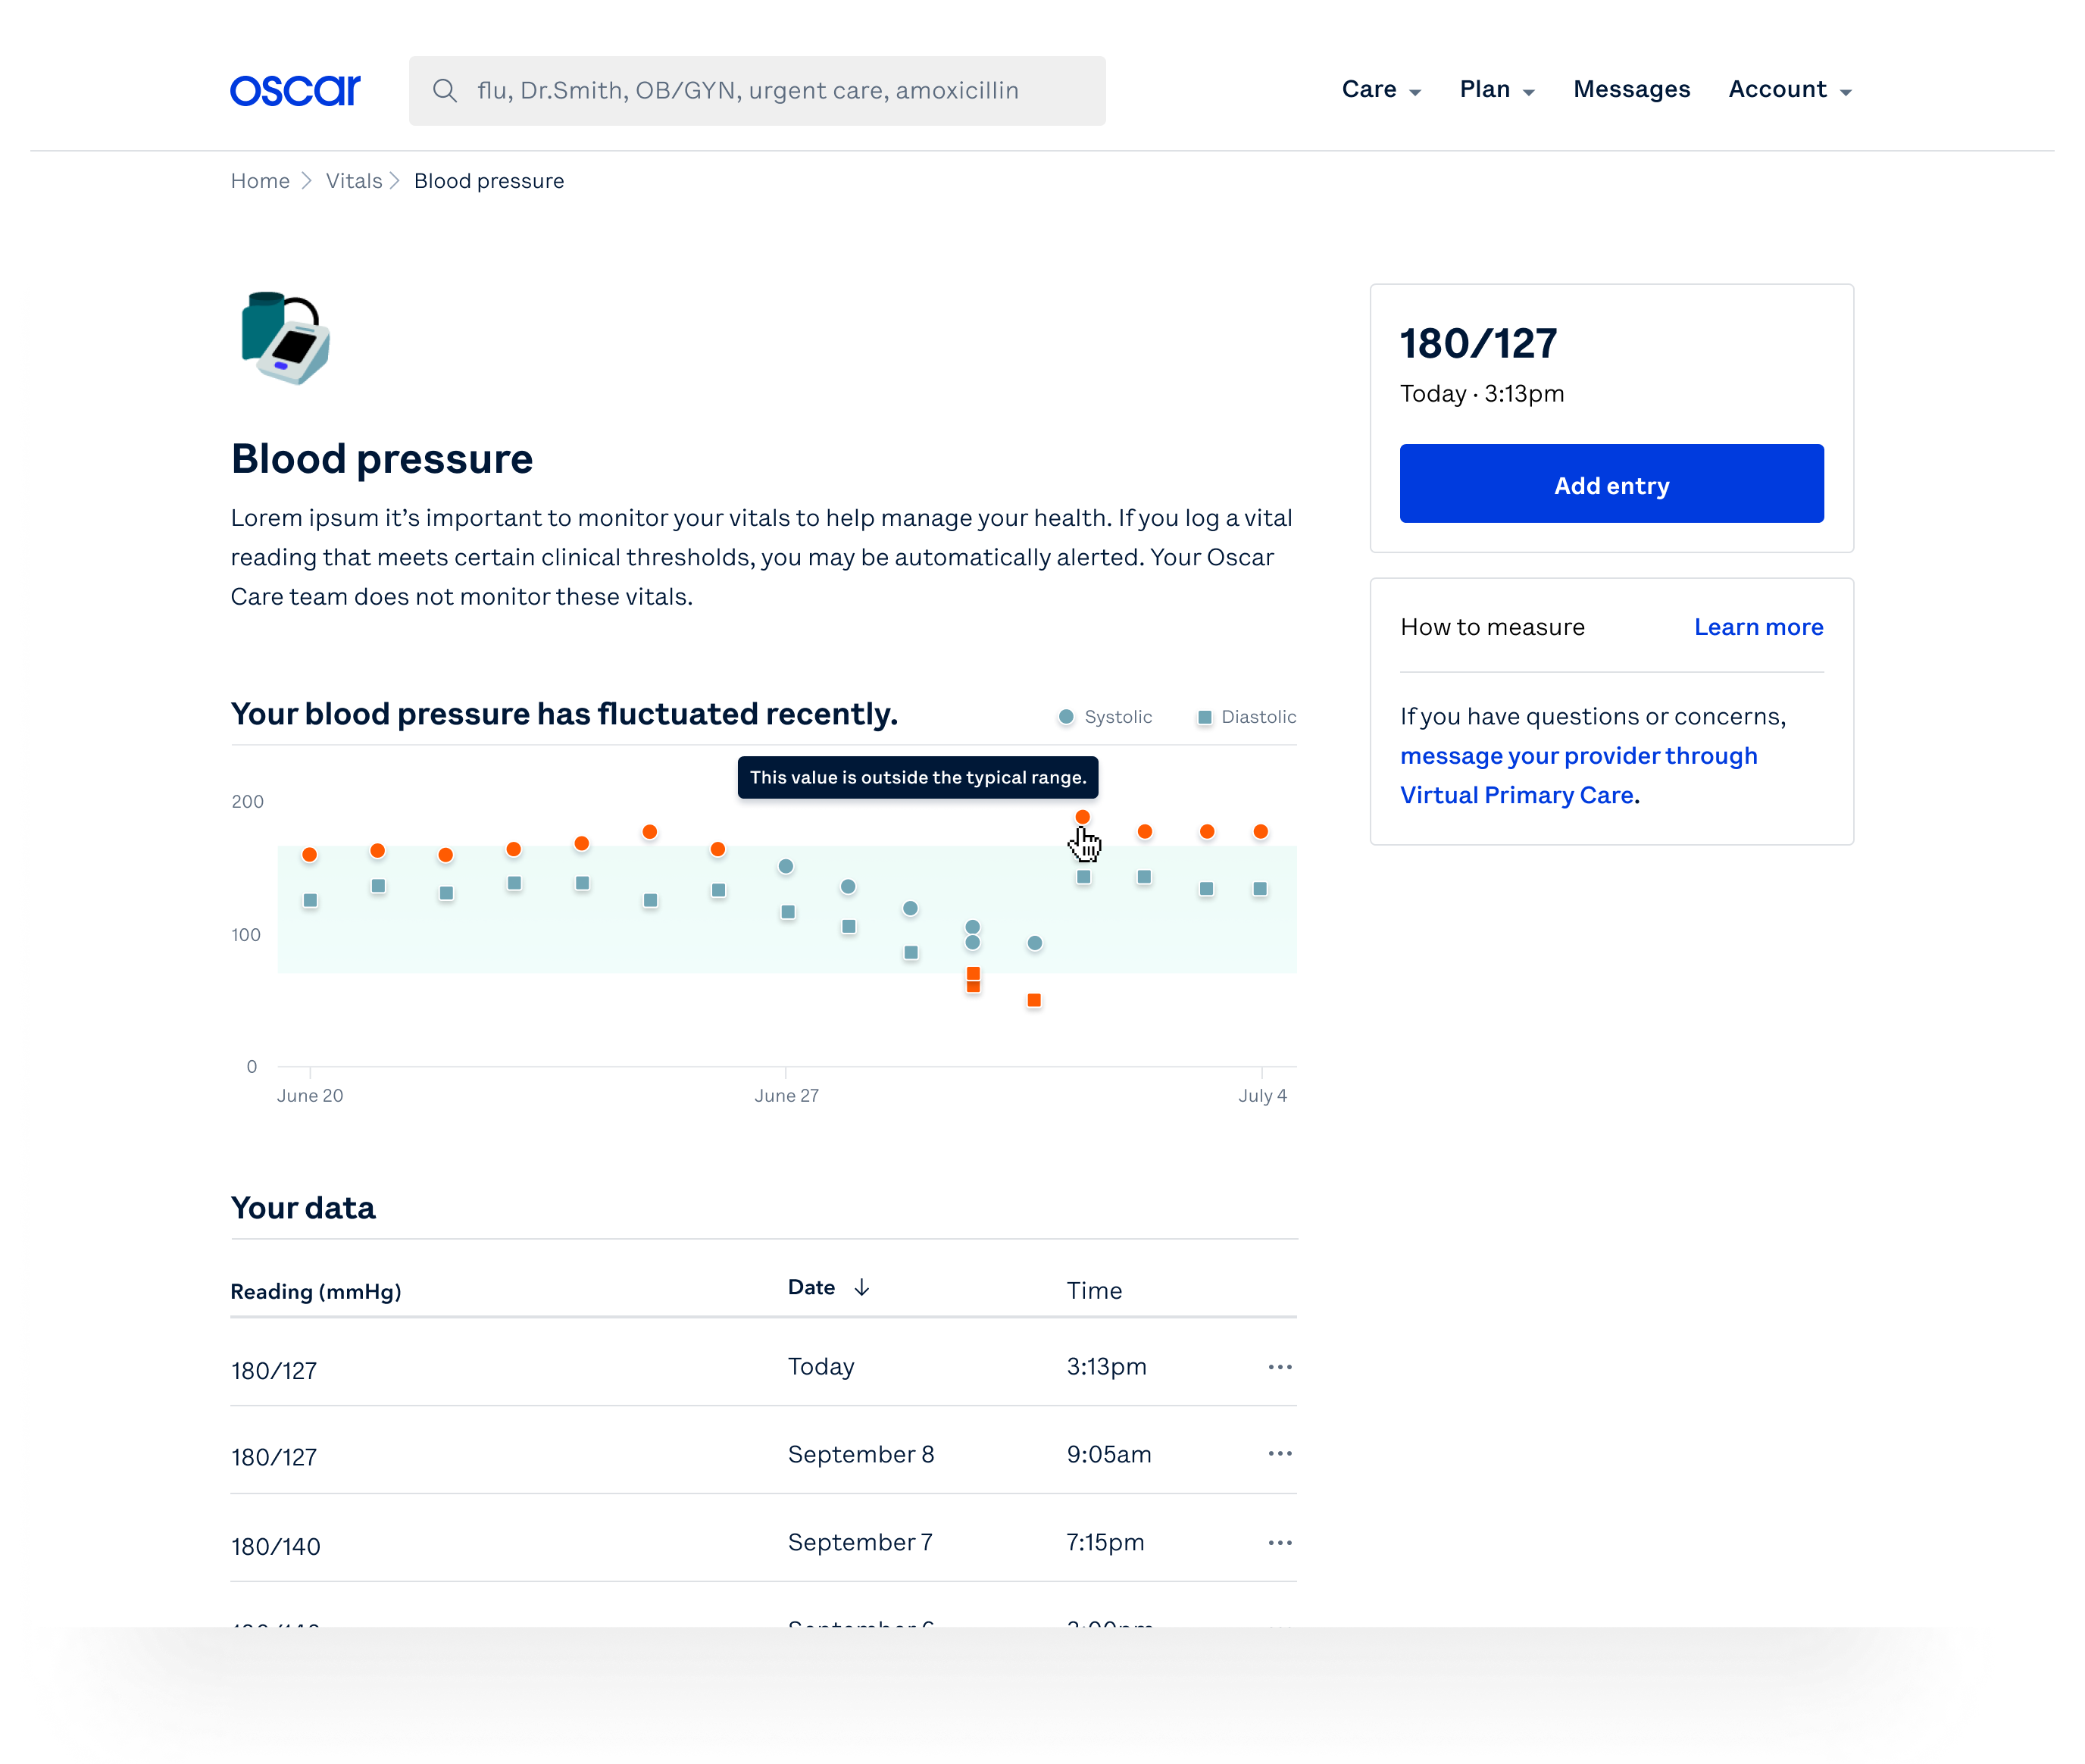 oscar
flu, Dr.Smith, OB/GYN, urgent care, amoxicillin
Care Plan Messages Account
Home Vitals Blood pressure
180/127
Today · 3:13pm
Add entry
Blood pressure
Lorem ipsum it’s important to monitor your vitals to help manage your health. If you log a vital
reading that meets certain clinical thresholds, you may be automatically alerted. Your Oscar
Care team does not monitor these vitals.
How to measure Learn more
If you have questions or concerns,
message your provider through
Virtual Primary Care.
Your blood pressure has fluctuated recently.
Systolic Diastolic
This value is outside the typical range.
200
100
0
June 20 June 27 July 4
Your data
Reading (mmHg) Date ↓ Time
180/127 Today 3:13pm
180/127 September 8 9:05am
180/140 September 7 7:15pm